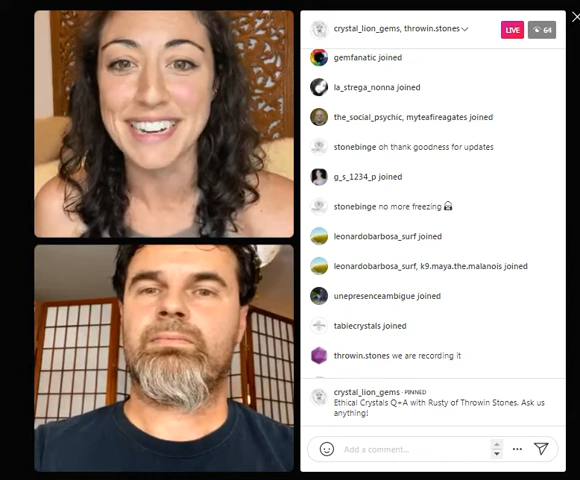 crystal_lion_gems, throwin.stones
LIVE
64
gemfanatic joined
la_strega_nonna joined
the_social_psychic, myteafireagates joined
stonebinge oh thank goodness for updates
g_s_1234_p joined
stonebinge no more freezing
leonardobarbosa_surf joined
leonardobarbosa_surf, k9.maya.the.malanois joined
unepresenceambigue joined
tabiecrystals joined
throwin.stones we are recording it
crystal_lion_gems · PINNED
Ethical Crystals Q+A with Rusty of Throwin Stones. Ask us
anything!
Add a comment...